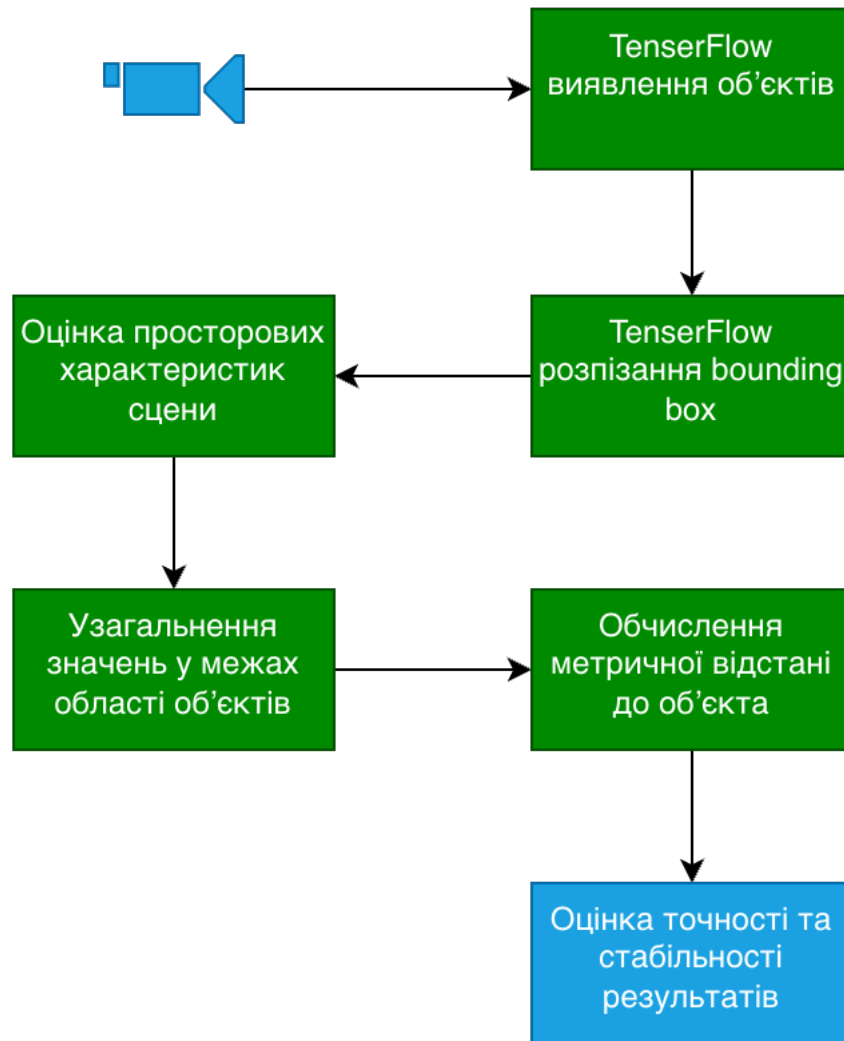 TenserFlow
виявлення об’єктів
Оцінка просторових
характеристик
сцени
TenserFlow
розпізання bounding
box
Узагальнення
значень у межах
області об’єктів
Обчислення
метричної відстані
до об’єкта
Оцінка точності та
стабільності
результатів